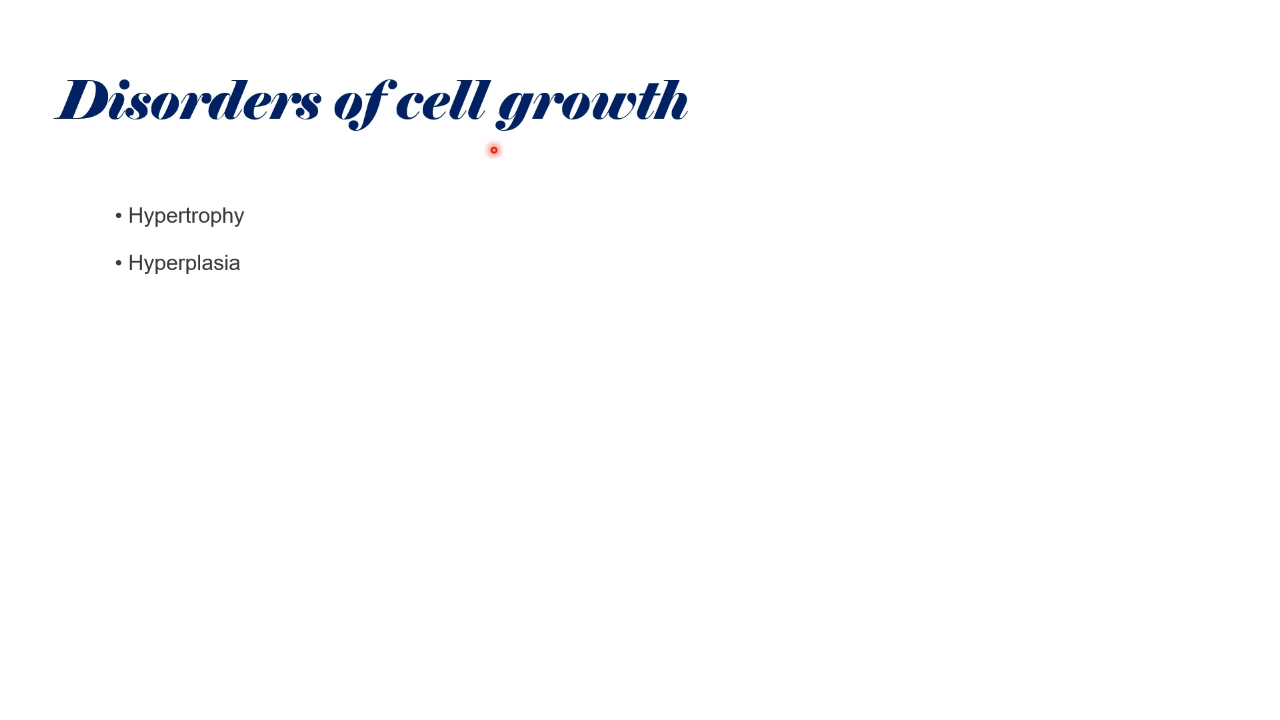 Disorders of cell growth
• Hypertrophy
• Hyperplasia